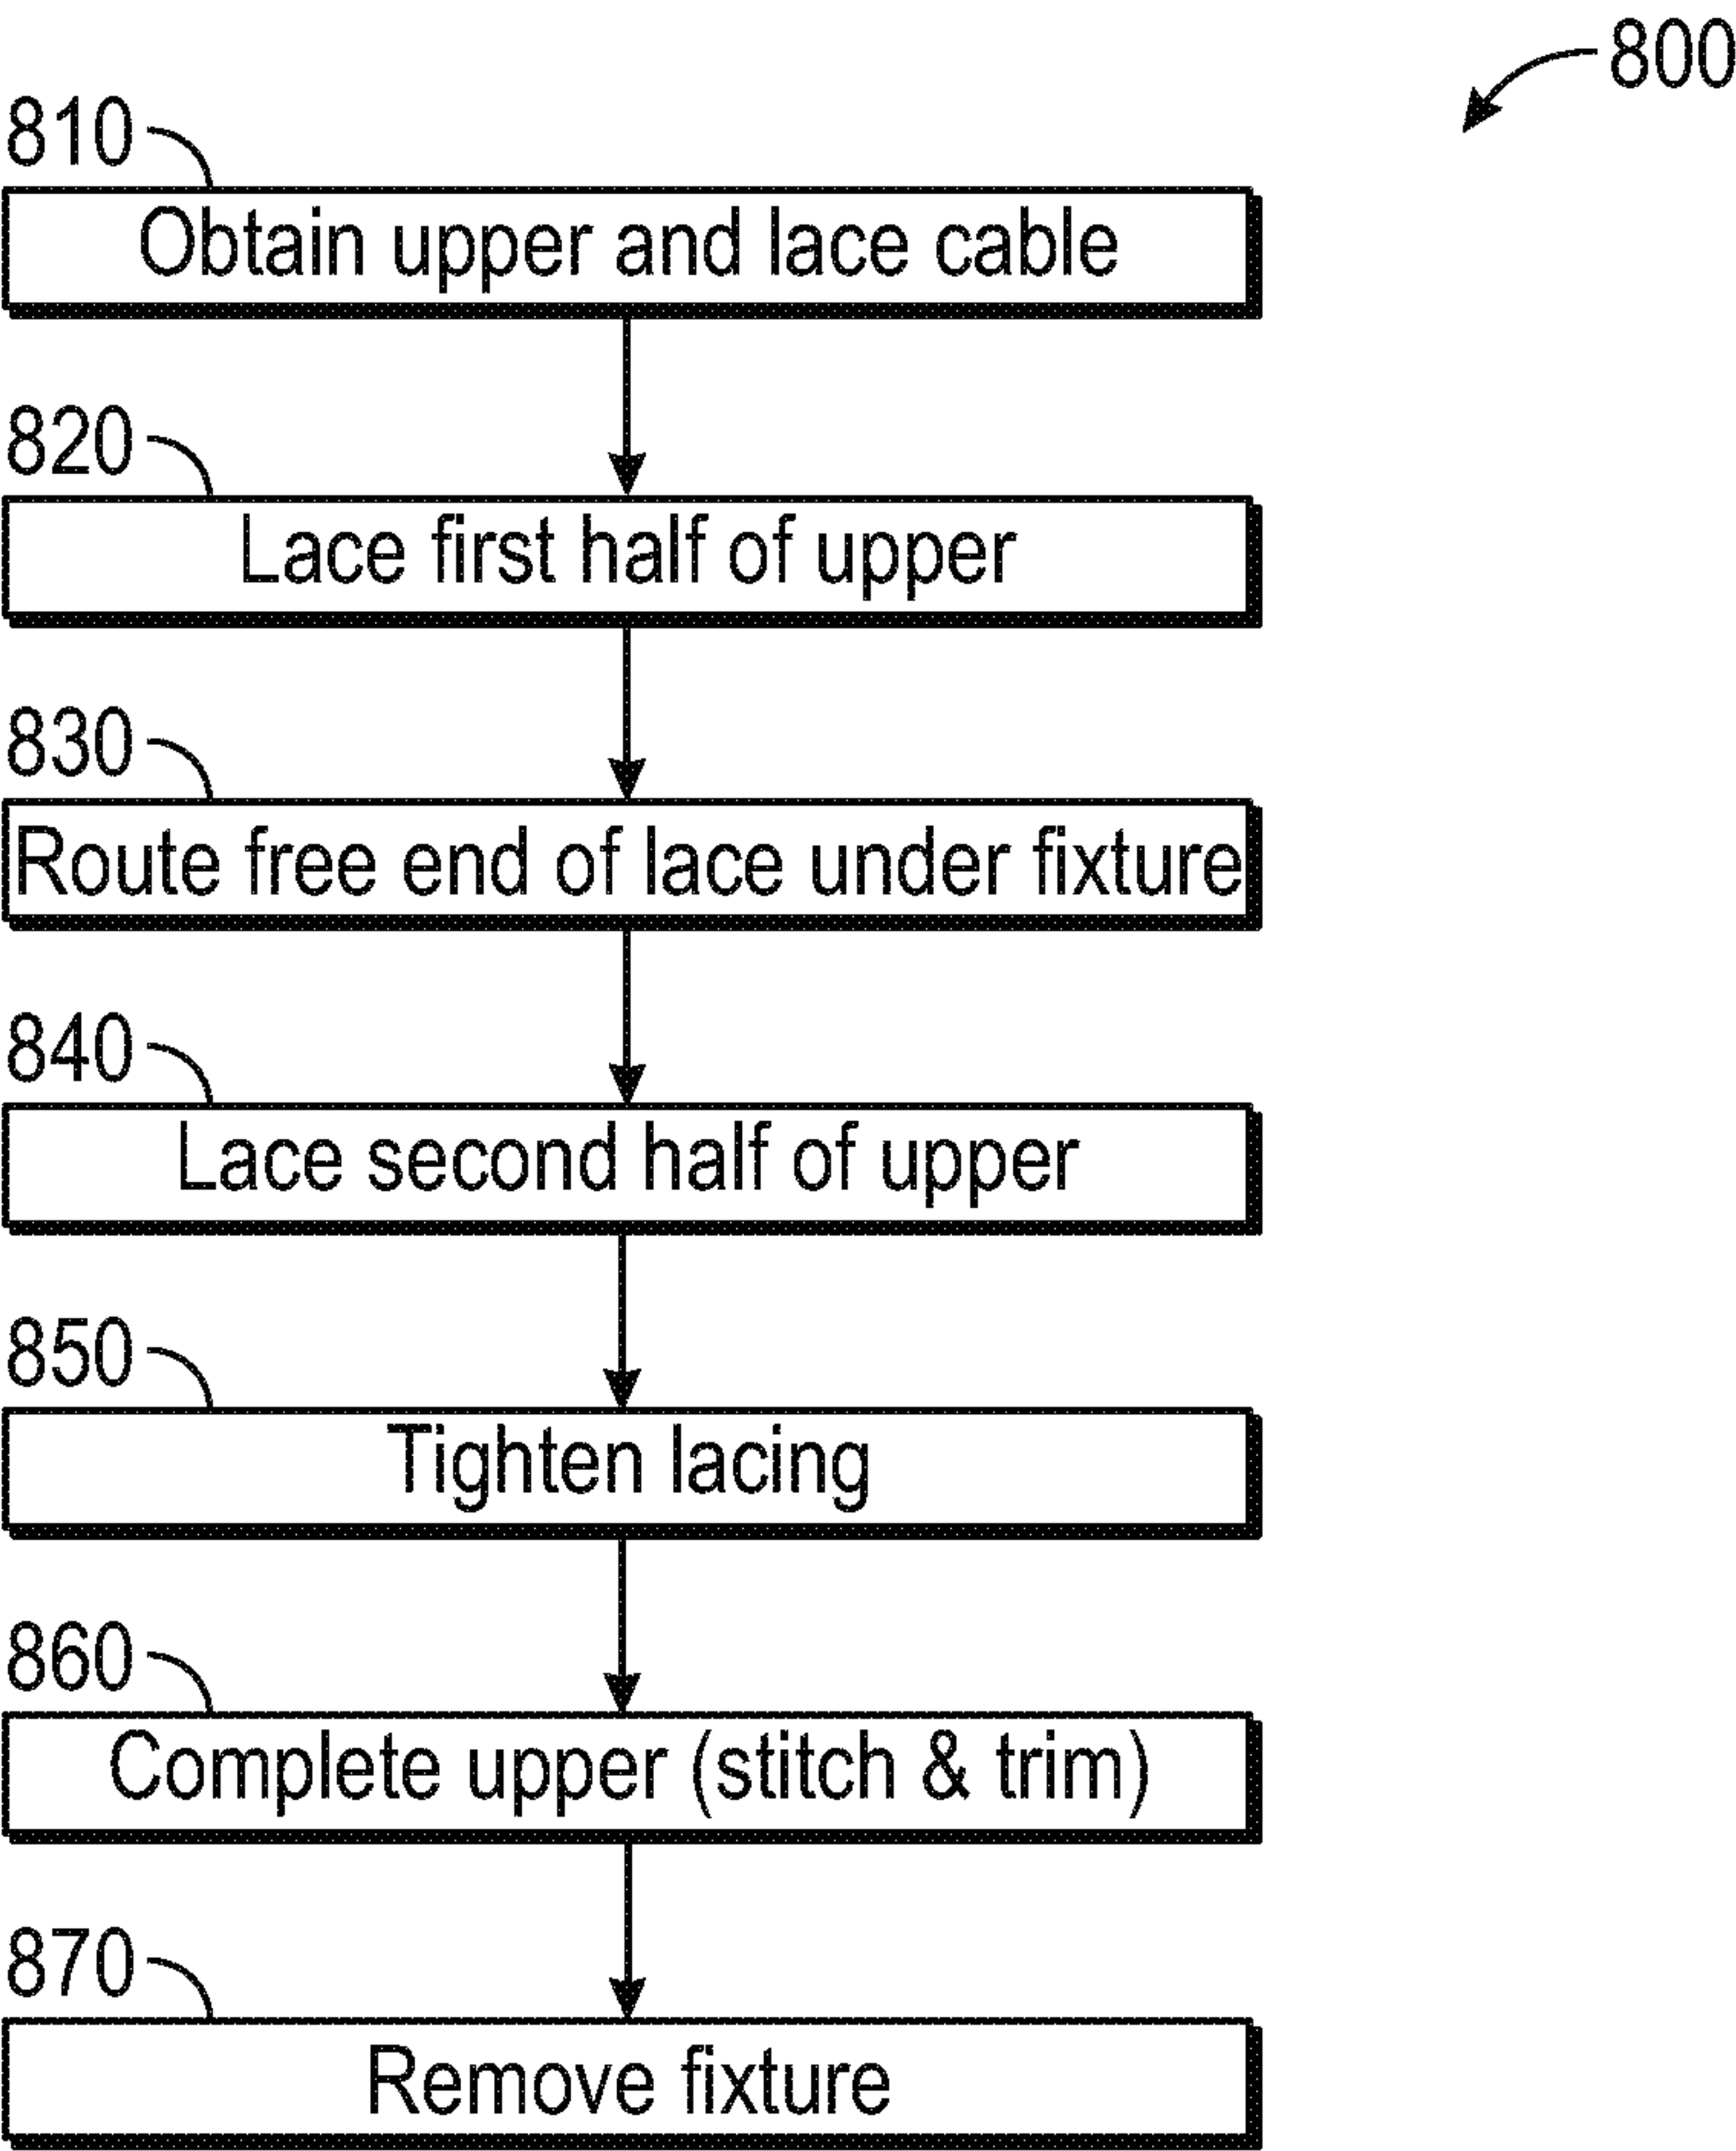 800
810
Obtain upper and lace cable
820
Lace first half of upper
830
Route free end of lace under fixture
840
Lace second half of upper
850
Tighten lacing
860
Complete upper (stitch & trim)
870
Remove fixture